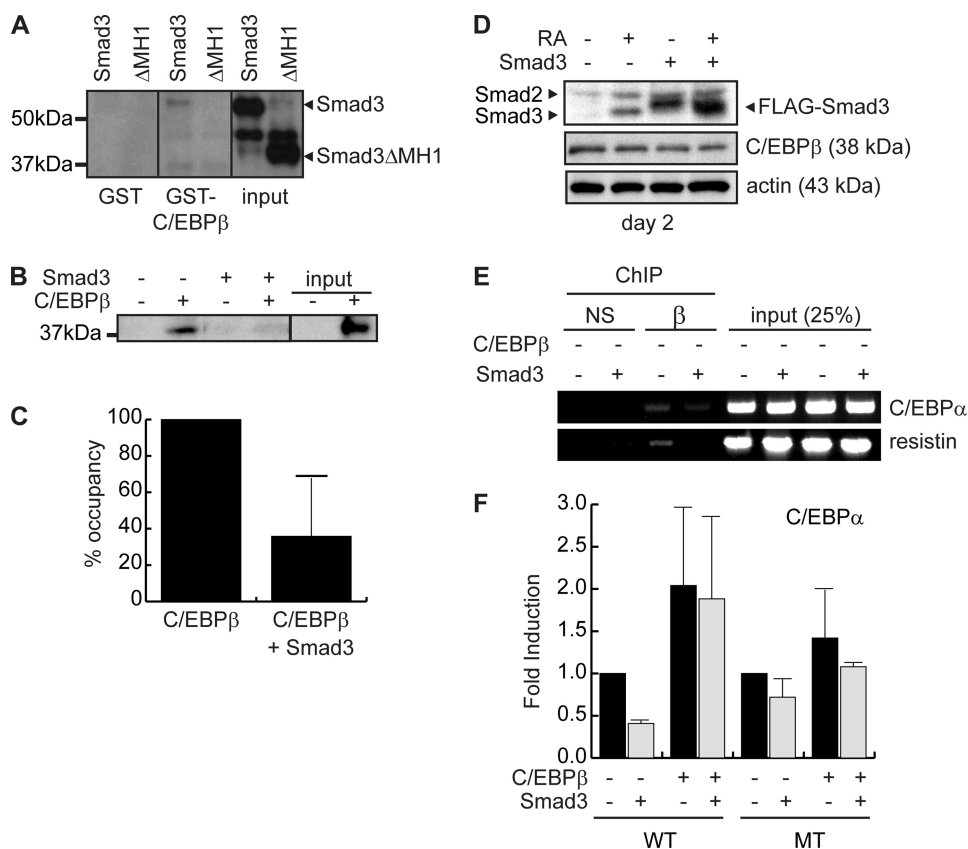 A
Smad3
ΔMH1
Smad3
ΔMH1
Smad3
ΔMH1
50kDa
37kDa
Smad3
Smad3ΔMH1
GST
GST-
C/EBPβ
input
B
Smad3 - - + + input
C/EBPβ - + - + - +
37kDa
C
% occupancy
100
80
60
40
20
0
C/EBPβ
C/EBPβ
+ Smad3
D
RA - + - +
Smad3 - - + +
Smad2
Smad3
FLAG-Smad3
C/EBPβ (38 kDa)
actin (43 kDa)
day 2
E
ChIP
NS β input (25%)
C/EBPβ - - - - - - - -
Smad3 - + - + - + - +
C/EBPα
resistin
F
C/EBPα
Fold Induction
3.0
2.5
2.0
1.5
1.0
0.5
0.0
C/EBPβ - - + + - - + +
Smad3 - + - + - + - +
WT MT